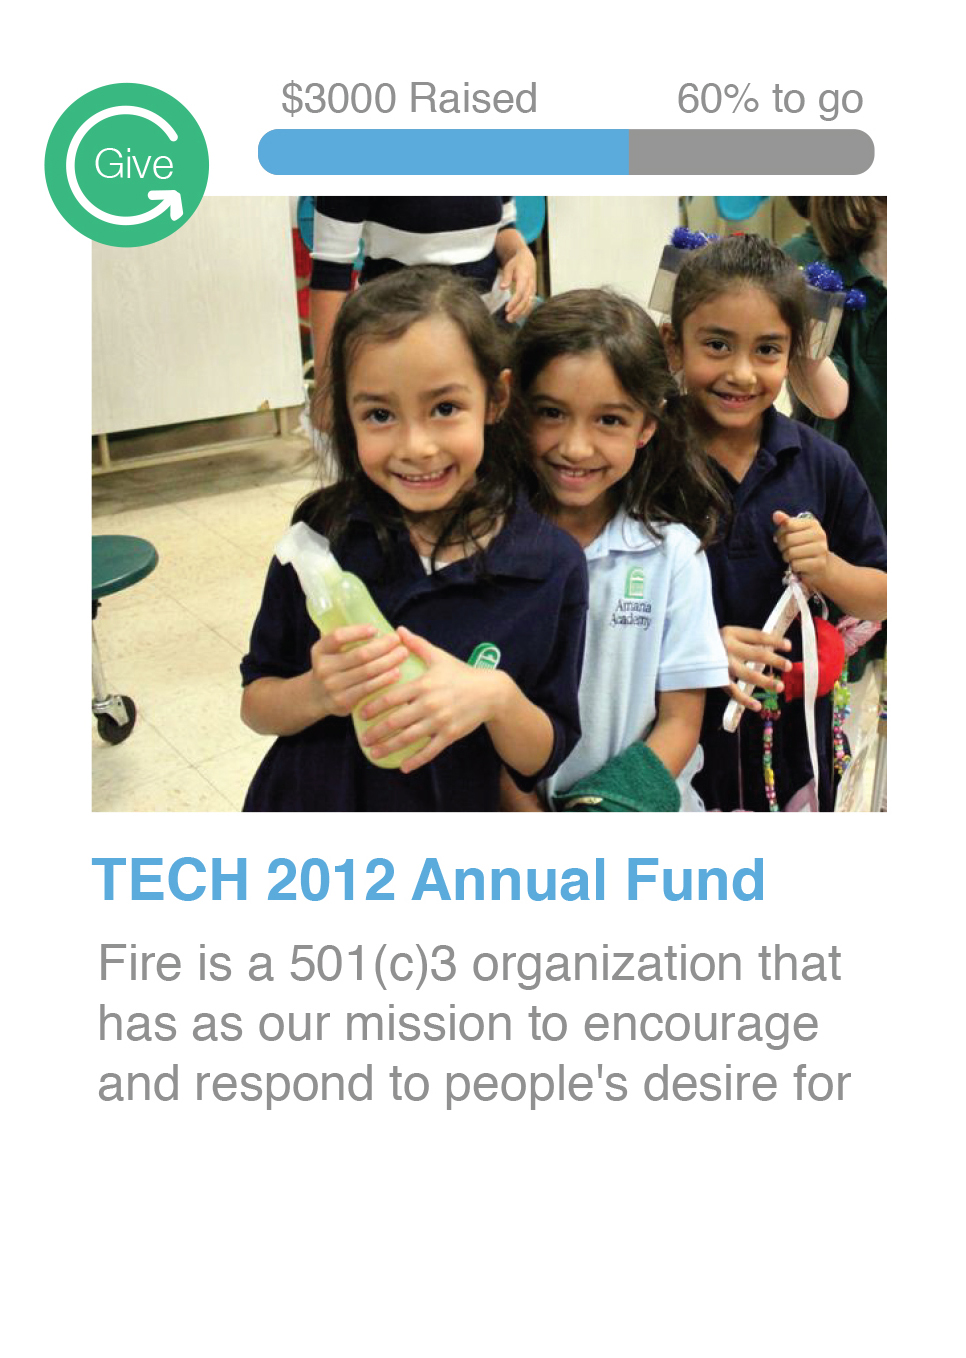 $3000 Raised 60% to go
Give
Amana
Academy
TECH 2012 Annual Fund
Fire is a 501(c)3 organization that
has as our mission to encourage
and respond to people's desire for